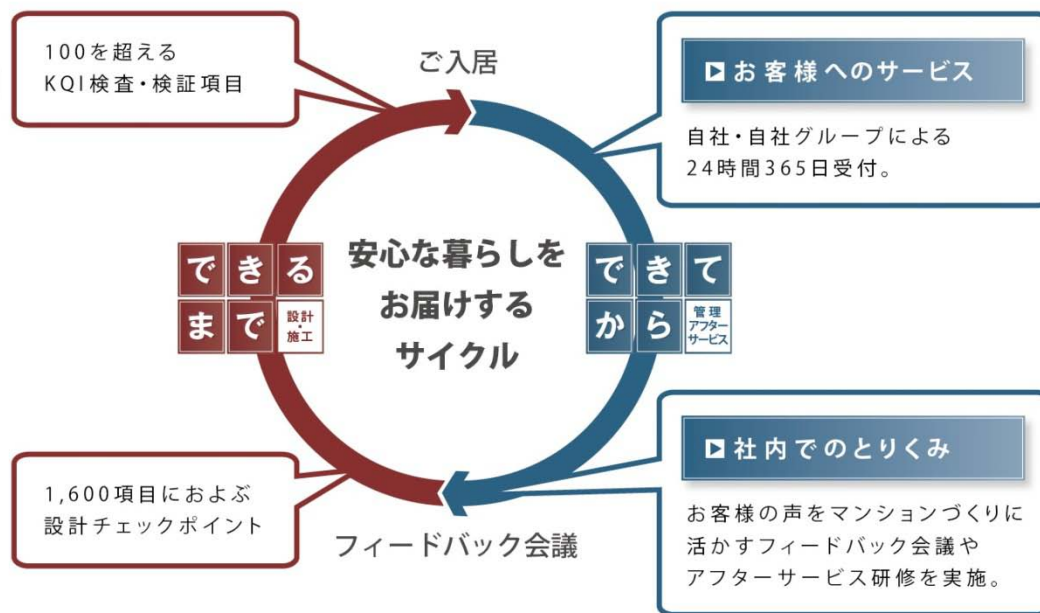 100を超える
KQI検査・検証項目
ご入居
お客様へのサービス
自社・自社グループによる
24時間365日受付。
できる
まで
設計
・
施工
安心な暮らしを
お届けする
サイクル
できて
から
管理
アフター
サービス
1,600項目におよぶ
設計チェックポイント
フィードバック会議
社内でのとりくみ
お客様の声をマンションづくりに
活かすフィードバック会議や
アフターサービス研修を実施。